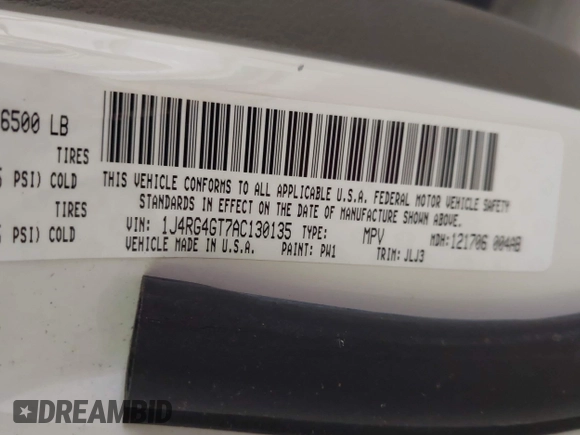 6500 LB
TIRES
PSI) COLD
TIRES
PSI) COLD
THIS VEHICLE CONFORMS TO ALL APPLICABLE U.S.A. FEDERAL MOTOR VEHICLE SAFETY
STANDARDS IN EFFECT ON THE DATE OF MANUFACTURE SHOWN ABOVE.
VIN: 1J4RG4GT7AC130135 TYPE: MPV MDH:121706 004AB
VEHICLE MADE IN U.S.A. PAINT: PW1 TRIM: JLJ3
DREAMBID